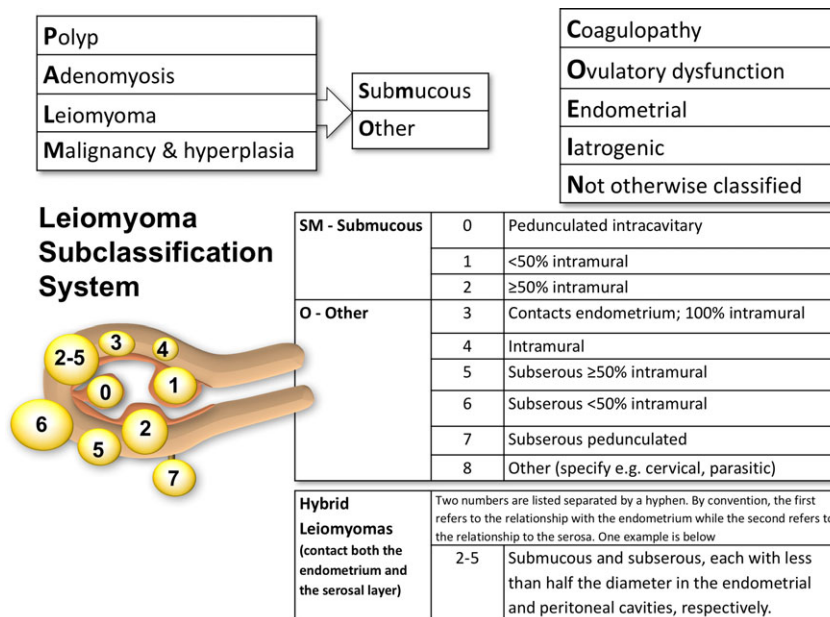 Polyp
Adenomyosis
Leiomyoma
Malignancy & hyperplasia
Submucous
Other
Coagulopathy
Ovulatory dysfunction
Endometrial
Iatrogenic
Not otherwise classified
Leiomyoma
Subclassification
System
SM - Submucous
0 Pedunculated intracavitary
1 <50% intramural
2 ≥50% intramural
O - Other
3 Contacts endometrium; 100% intramural
4 Intramural
5 Subserous ≥50% intramural
6 Subserous <50% intramural
7 Subserous pedunculated
8 Other (specify e.g. cervical, parasitic)
Hybrid
Leiomyomas
(contact both the
endometrium and
the serosal layer)
Two numbers are listed separated by a hyphen. By convention, the first
refers to the relationship with the endometrium while the second refers to
the relationship to the serosa. One example is below
2-5 Submucous and subserous, each with less
than half the diameter in the endometrial
and peritoneal cavities, respectively.
3
4
2-5
0
1
6
2
5
7